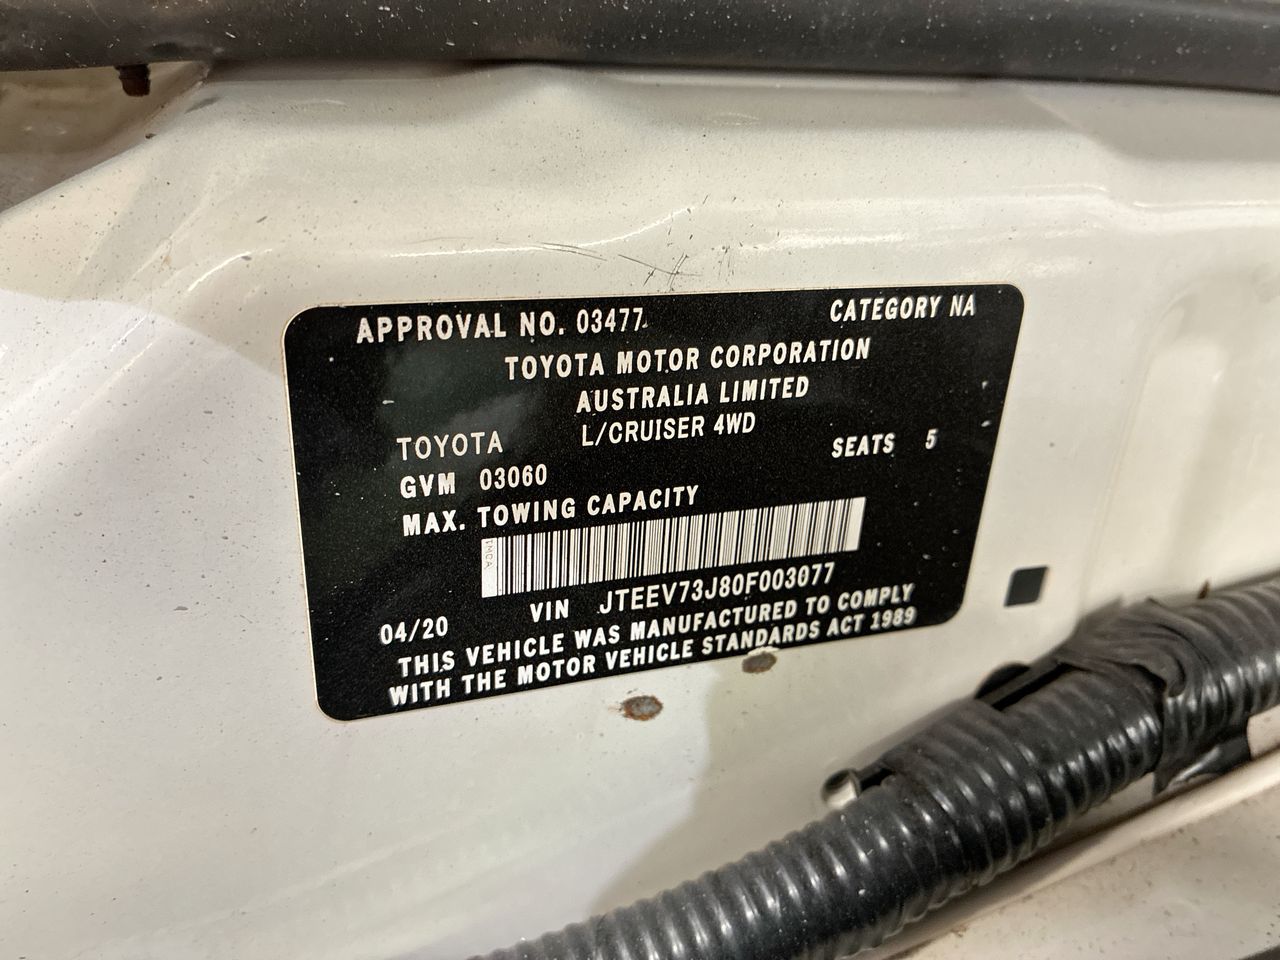 APPROVAL NO. 03477 CATEGORY NA
TOYOTA MOTOR CORPORATION
AUSTRALIA LIMITED
TOYOTA L/CRUISER 4WD
GVM 03060 SEATS 5
MAX. TOWING CAPACITY
TMCA
04/20 VIN JTEEV73J80F003077
THIS VEHICLE WAS MANUFACTURED TO COMPLY
WITH THE MOTOR VEHICLE STANDARDS ACT 1989